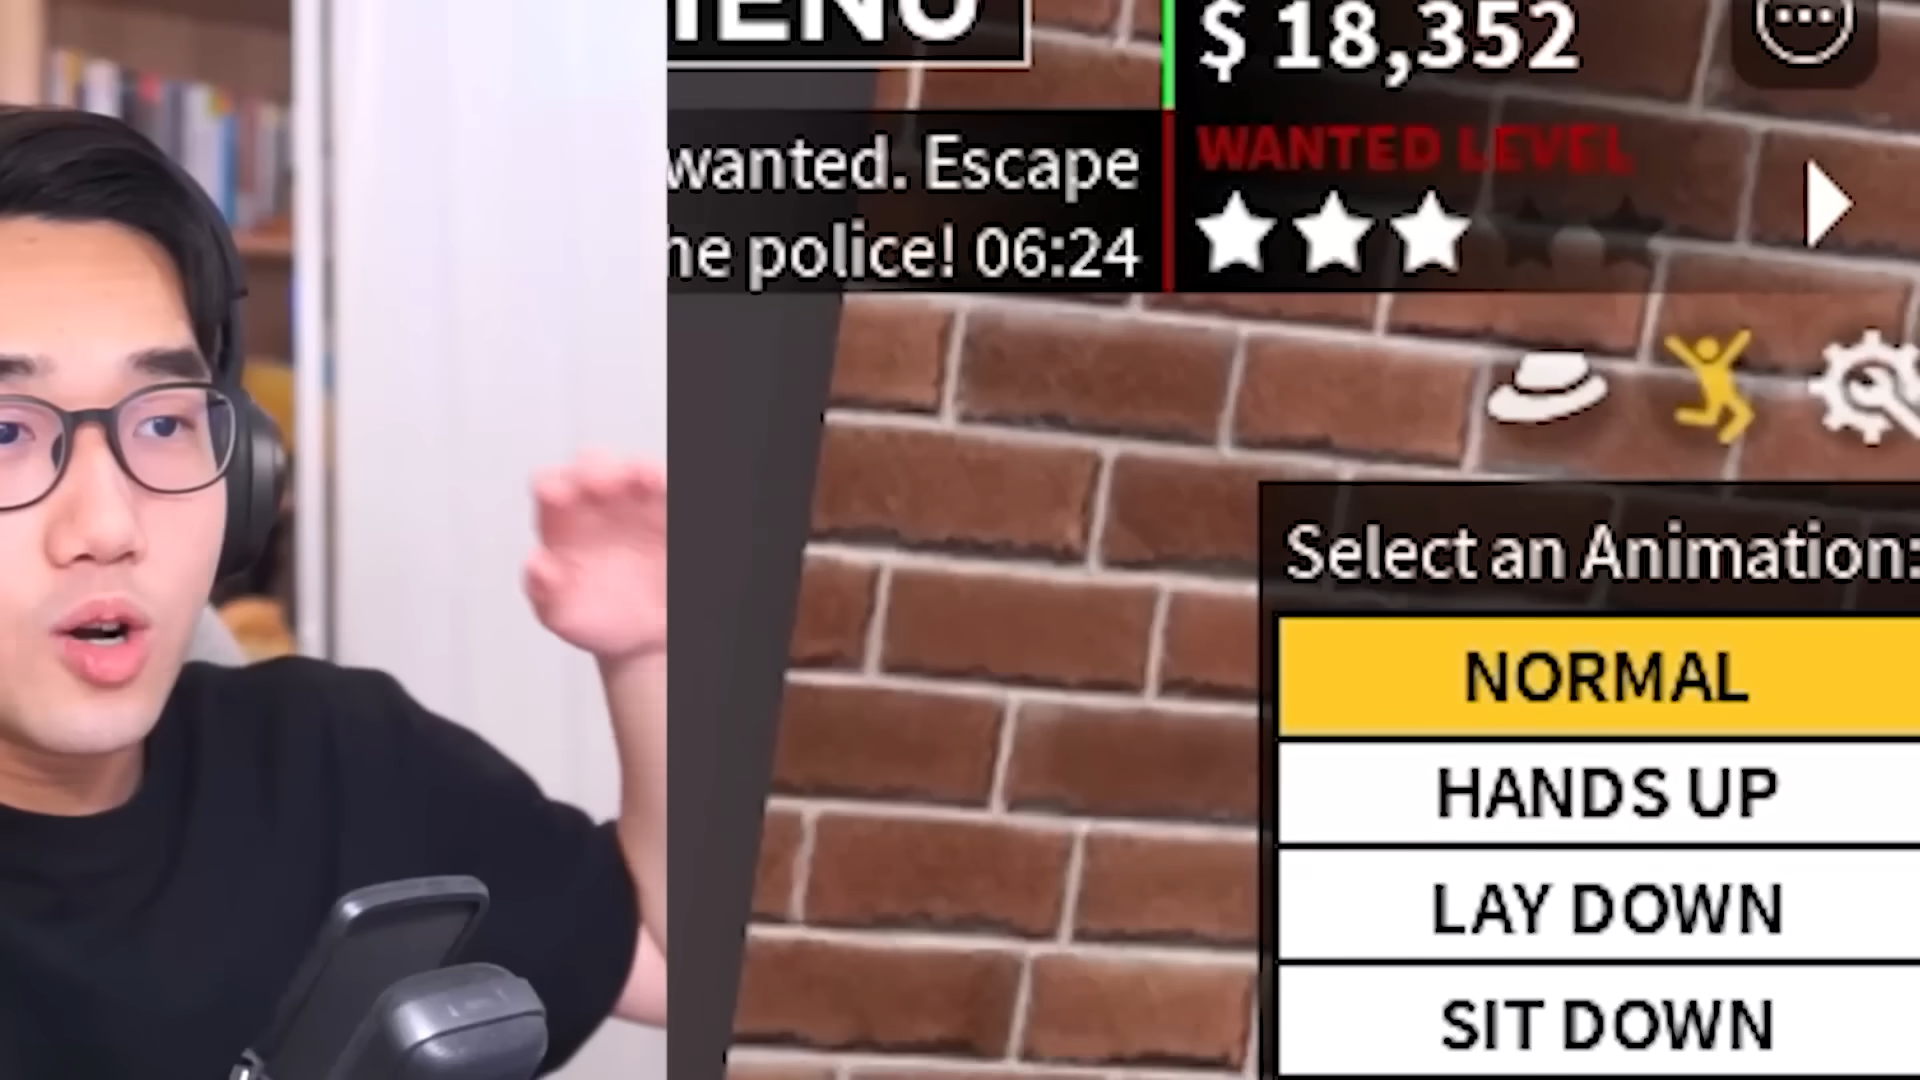 MENU
$ 18,352
wanted. Escape
he police! 06:24
WANTED LEVEL
Select an Animation:
NORMAL
HANDS UP
LAY DOWN
SIT DOWN